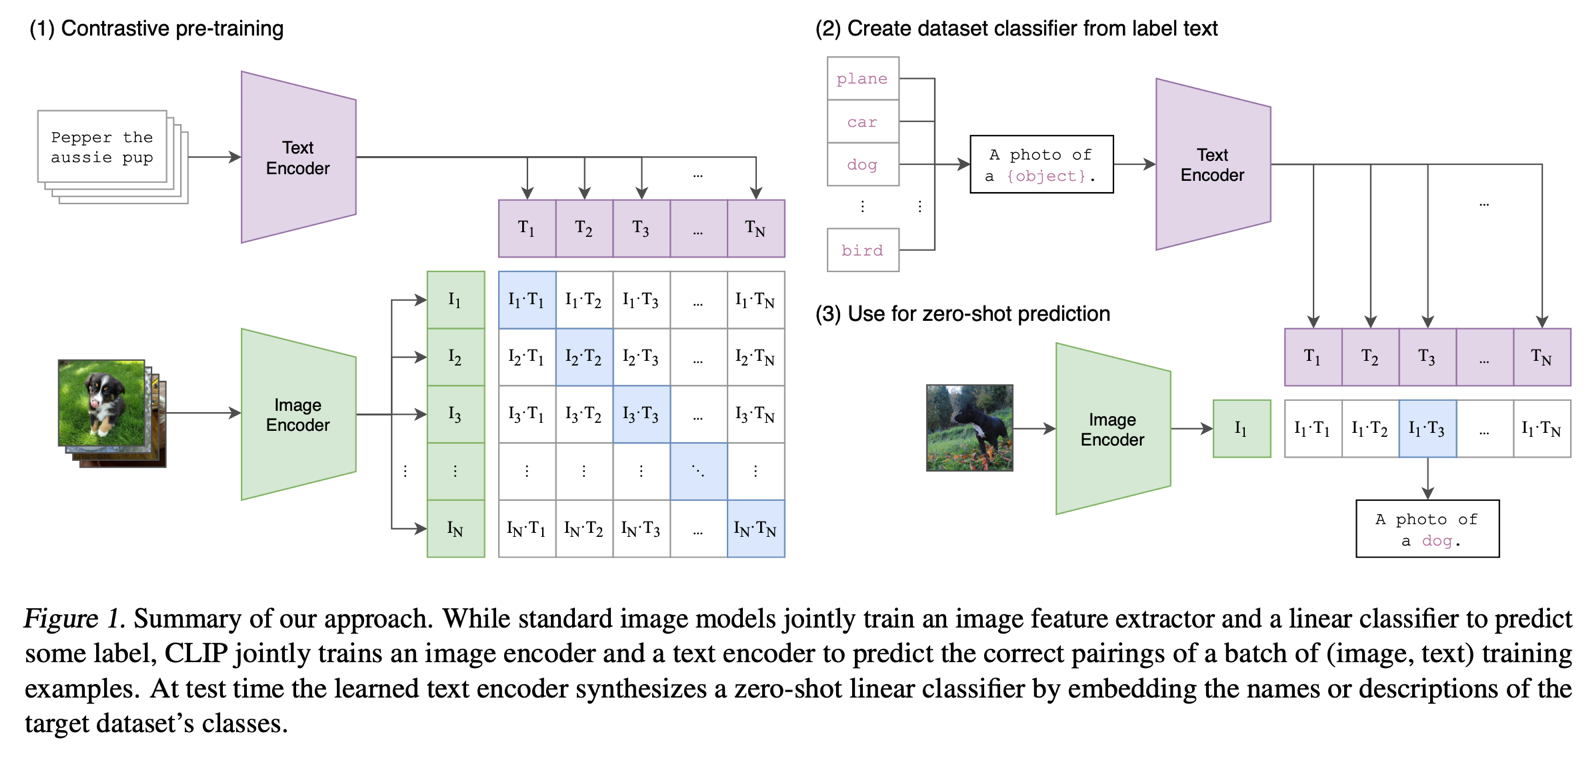 (1) Contrastive pre-training
Pepper the
aussie pup
Text
Encoder
...
T1 T2 T3 ... TN
Image
Encoder
I1 I1·T1 I1·T2 I1·T3 ... I1·TN
I2 I2·T1 I2·T2 I2·T3 ... I2·TN
I3 I3·T1 I3·T2 I3·T3 ... I3·TN
⋮ ⋮ ⋮ ⋮ ⋮ ⋱ ⋮
IN IN·T1 IN·T2 IN·T3 ... IN·TN
(2) Create dataset classifier from label text
plane
car
dog
⋮ ⋮
bird
A photo of
a {object}.
Text
Encoder
...
(3) Use for zero-shot prediction
T1 T2 T3 ... TN
Image
Encoder
I1 I1·T1 I1·T2 I1·T3 ... I1·TN
A photo of
a dog.
Figure 1. Summary of our approach. While standard image models jointly train an image feature extractor and a linear classifier to predict
some label, CLIP jointly trains an image encoder and a text encoder to predict the correct pairings of a batch of (image, text) training
examples. At test time the learned text encoder synthesizes a zero-shot linear classifier by embedding the names or descriptions of the
target dataset’s classes.